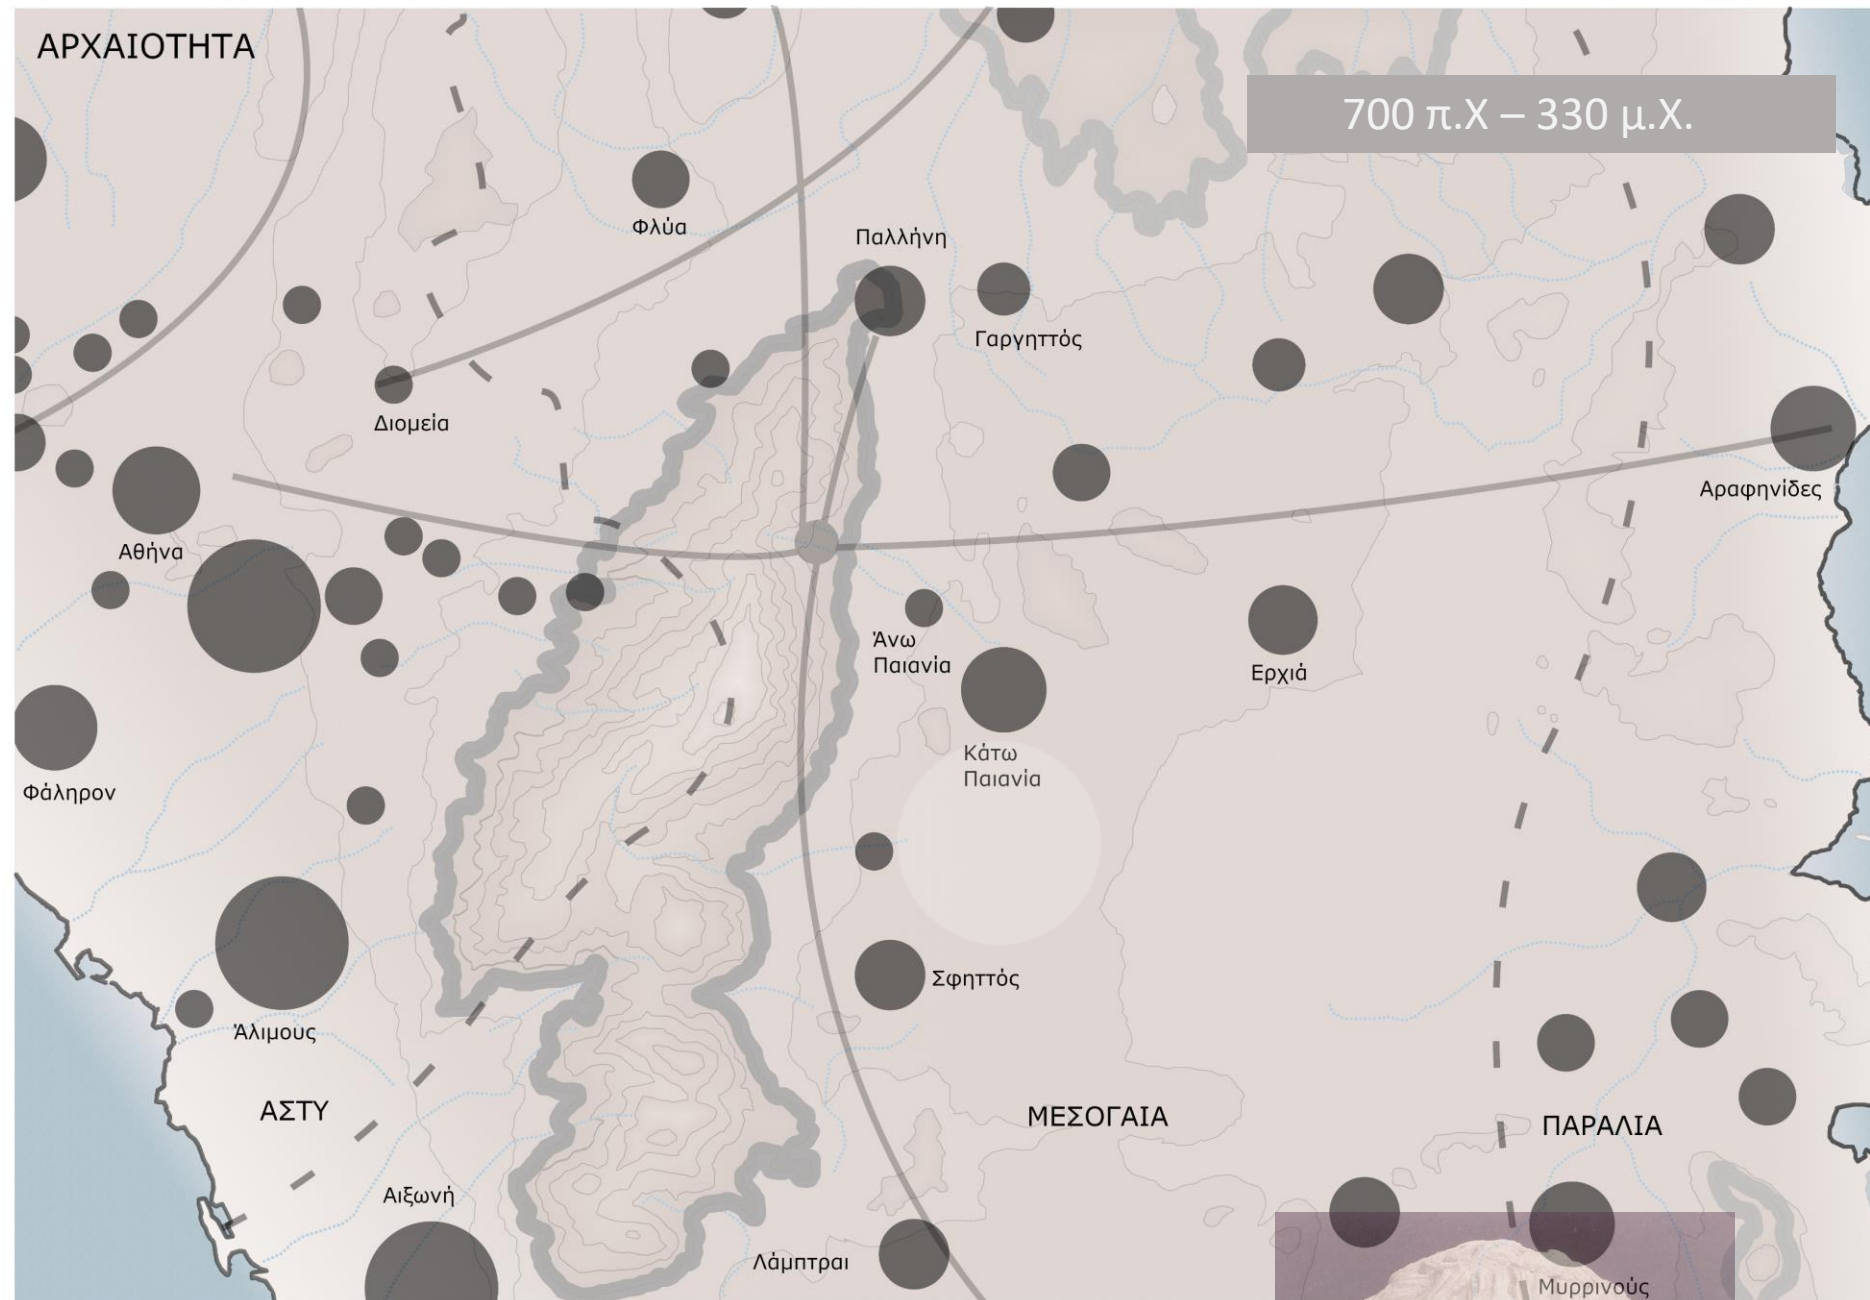 ΑΡΧΑΙΟΤΗΤΑ
700 π.Χ – 330 μ.Χ.
Φλύα
Παλλήνη
Γαργηττός
Διομεία
Αραφηνίδες
Αθήνα
Άνω
Παιανία
Ερχιά
Κάτω
Παιανία
Φάληρον
Σφηττός
Άλιμους
ΑΣΤΥ
ΜΕΣΟΓΑΙΑ
ΠΑΡΑΛΙΑ
Αιξωνή
Λάμπτραι
Μυρρινούς